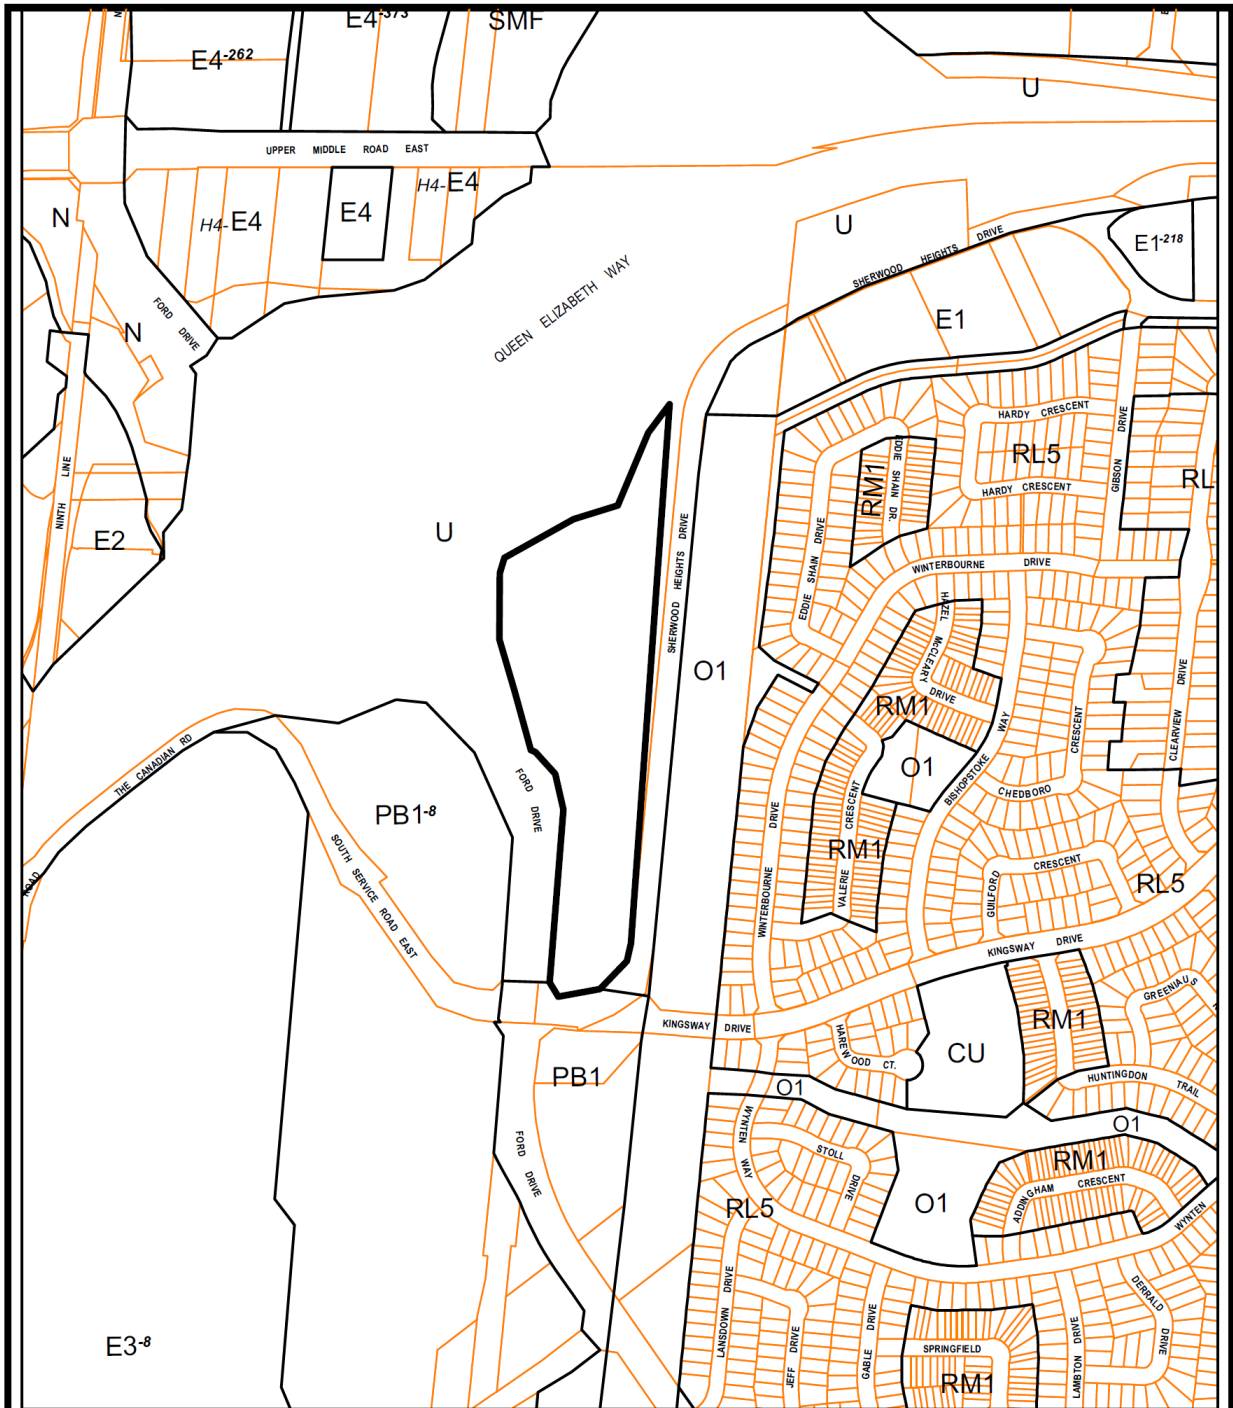 E4-373
SMF
E4-262
U
UPPER MIDDLE ROAD EAST
H4-E4
E4
H4-E4
N
U
SHERWOOD HEIGHTS DRIVE
E1-218
QUEEN ELIZABETH WAY
FORD DRIVE
N
E1
HARDY CRESCENT
GIBSON DRIVE
EDDIE SHAIN DR.
RM1
RL5
RL
HARDY CRESCENT
NINTH LINE
E2
U
SHERWOOD HEIGHTS DRIVE
EDDIE SHAIN DRIVE
WINTERBOURNE DRIVE
HAZEL McCLEARY DRIVE
O1
RM1
BISHOPSTOKE WAY
CRESCENT
CLEARVIEW DRIVE
THE CANADIAN RD
FORD DRIVE
O1
CHEDBORO
PB1-8
WINTERBOURNE DRIVE
VALERIE CRESCENT
RM1
SOUTH SERVICE ROAD EAST
ROAD
GUILFORD CRESCENT
RL5
KINGSWAY DRIVE
GREENIAUS
RM1
KINGSWAY DRIVE
HAREWOOD CT.
CU
HUNTINGDON TRAIL
PB1
O1
O1
FORD DRIVE
WYNTEN WAY
STOLL DRIVE
RM1
ADDINGHAM CRESCENT
O1
RL5
WYNTEN
LANSDOWN DRIVE
JEFF DRIVE
GABLE DRIVE
DERRALD DRIVE
LAMBTON DRIVE
E3-8
SPRINGFIELD
RM1